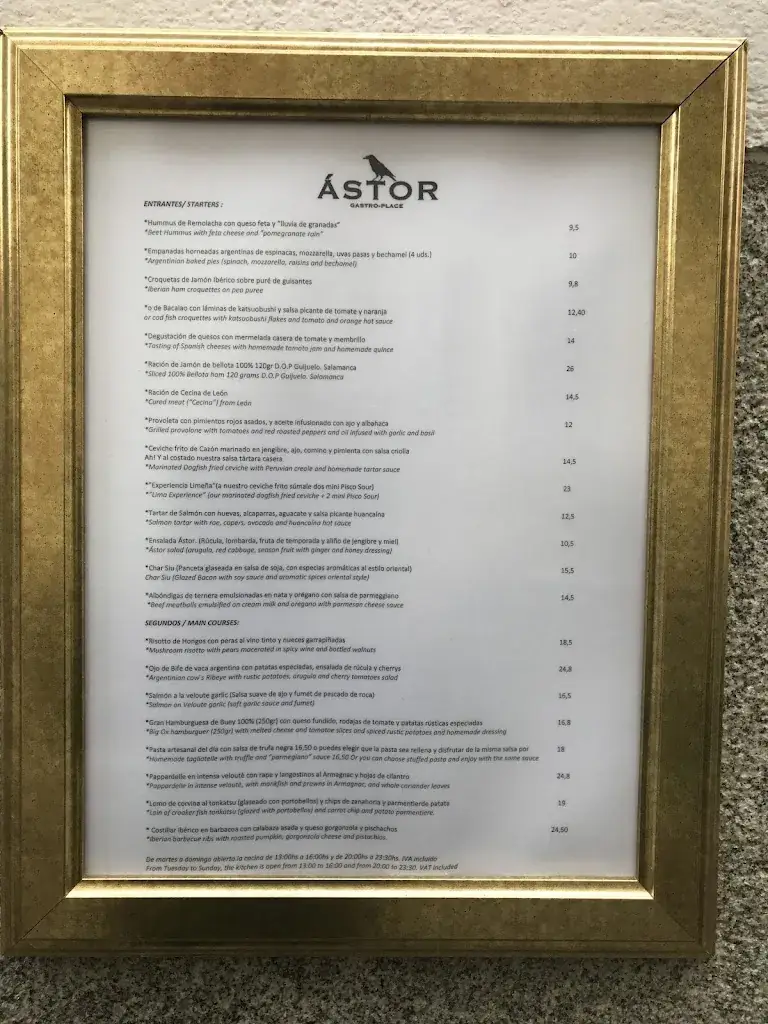 ÁSTOR
GASTRO-PLACE
ENTRANTES/ STARTERS :
*Hummus de Remolacha con queso feta y "lluvia de granadas" 9,5
*Beet Hummus with feta cheese and "pomegranate rain"
*Empanadas horneadas argentinas de espinacas, mozzarella, uvas pasas y bechamel (4 uds.) 10
*Argentinian baked pies (spinach, mozzarella, raisins and bechamel)
*Croquetas de Jamón Ibérico sobre puré de guisantes 9,8
*Iberian ham croquettes on pea puree
*o de Bacalao con láminas de katsuobushi y salsa picante de tomate y naranja 12,40
or cod fish croquettes with katsuobushi flakes and tomato and orange hot sauce
*Degustación de quesos con mermelada casera de tomate y membrillo 14
*Tasting of Spanish cheeses with homemade tomato jam and homemade quince
*Ración de Jamón de bellota 100% 120gr D.O.P Guijuelo. Salamanca 26
*Sliced 100% Bellota ham 120 grams D.O.P Guijuelo. Salamanca
*Ración de Cecina de León 14,5
*Cured meat ("Cecina") from León
*Provoleta con pimientos rojos asados, y aceite infusionado con ajo y albahaca 12
*Grilled provolone with tomatoes and red roasted peppers and oil infused with garlic and basil
*Ceviche frito de Cazón marinado en jengibre, ajo, comino y pimienta con salsa criolla
Ah! Y al costado nuestra salsa tártara casera 14,5
*Marinated Dogfish fried ceviche with Peruvian creole and homemade tartar sauce
*"Experiencia Limeña"(a nuestro ceviche frito súmale dos mini Pisco Sour) 23
*"Lima Experience" (our marinated dogfish fried ceviche + 2 mini Pisco Sour)
*Tartar de Salmón con huevas, alcaparras, aguacate y salsa picante huancaína 12,5
*Salmon tartar with roe, capers, avocado and huancaína hot sauce
*Ensalada Ástor. (Rúcula, lombarda, fruta de temporada y aliño de jengibre y miel) 10,5
*Ástor salad (arugula, red cabbage, season fruit with ginger and honey dressing)
*Char Siu (Panceta glaseada en salsa de soja, con especias aromáticas al estilo oriental) 15,5
Char Siu (Glazed Bacon with soy sauce and aromatic spices oriental style)
*Albóndigas de ternera emulsionadas en nata y orégano con salsa de parmeggiano 14,5
*Beef meatballs emulsified on cream milk and oregano with parmesan cheese sauce
SEGUNDOS / MAIN COURSES:
*Risotto de Hongos con peras al vino tinto y nueces garrapiñadas 18,5
*Mushroom risotto with pears macerated in spicy wine and battled walnuts
*Ojo de Bife de vaca argentina con patatas especiadas, ensalada de rúcula y cherrys 24,8
*Argentinian cow's Ribeye with rustic potatoes, arugula and cherry tomatoes salad
*Salmón a la veloute garlic (Salsa suave de ajo y fumet de pescado de roca) 16,5
*Salmon on Veloute garlic (soft garlic sauce and fumet)
*Gran Hamburguesa de Buey 100% (250gr) con queso fundido, rodajas de tomate y patatas rústicas especiadas 16,8
*Big Ox hamburguer (250gr) with melted cheese and tomatoe slices and spiced rustic potatoes and homemade dressing
*Pasta artesanal del día con salsa de trufa negra 16,50 o puedes elegir que la pasta sea rellena y disfrutar de la misma salsa por 18
*Homemade tagliatelle with truffle and "parmegiano" sauce 16,50 Or you can choose stuffed pasta and enjoy with the same sauce
*Pappardelle en intensa velouté con rape y langostinos al Armagnac y hojas de cilantro 24,8
*Pappardelle in intense veloute, with monkfish and prawns in Armagnac, and whole coriander leaves
*Lomo de corvina al tonkatsu (glaseado con portobellos) y chips de zanahoria y parmentierde patata 19
*Loin of croaker fish tonkatsu (glazed with portobellos) and carrot chip and potato parmentiere.
* Costillar ibérico en barbacoa con calabaza asada y queso gorgonzola y pischachos 24,50
*Iberian barbecue ribs with roasted pumpkin, gorgonzola cheese and pistachios.
De martes a domingo abierto la cocina de 13:00hs a 16:00hs y de 20:00hs a 23:30hs. IVA incluido
From Tuesday to Sunday, the kitchen is open from 13:00 to 16:00 and from 20:00 to 23:30. VAT included